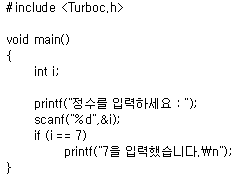 #include <Turboc.h>
void main()
{
int i;
printf("정수를 입력하세요 : ");
scanf("%d",&i);
if (i == 7)
printf("7을 입력했습니다.₩n");
}